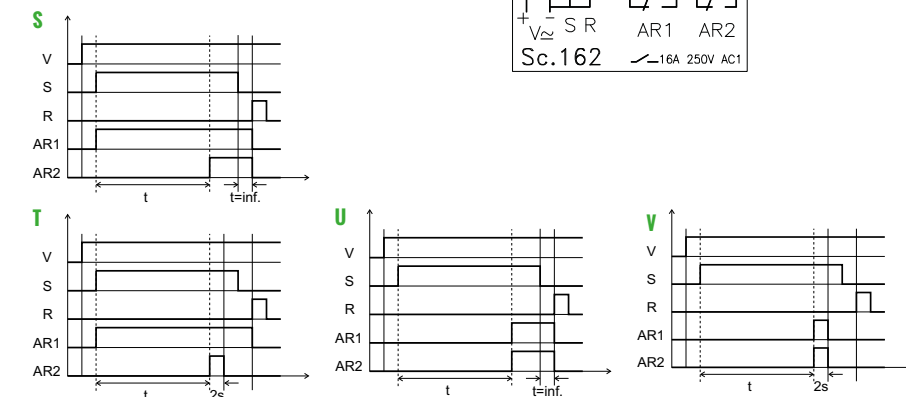 S
V
S
R
AR1
AR2
t t=inf.
+ V≂ - S R AR1 AR2
Sc.162 16A 250V AC1
T
V
S
R
AR1
AR2
t 2s
U
V
S
R
AR1
AR2
t t=inf.
V
V
S
R
AR1
AR2
t 2s